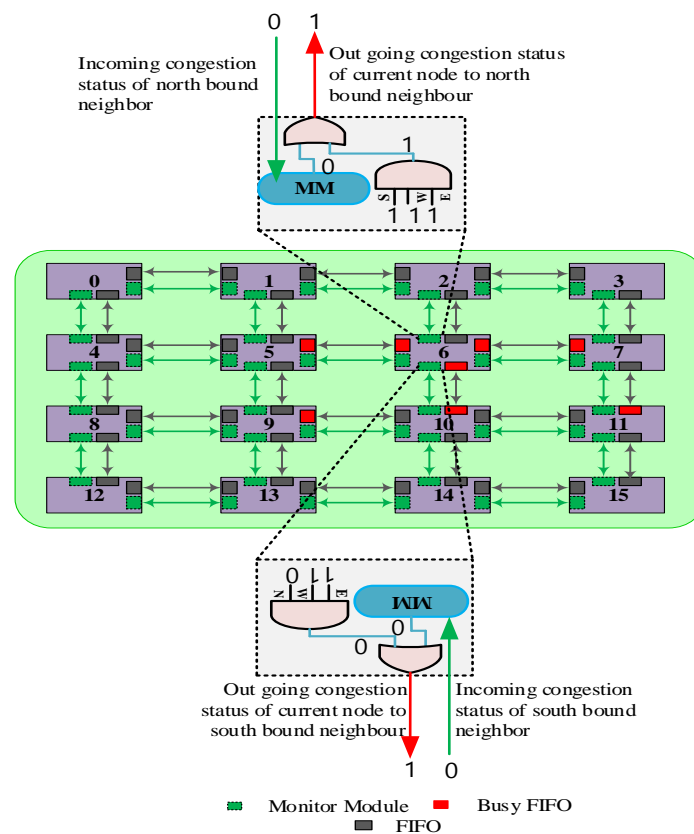 0 1
Incoming congestion
status of north bound
neighbor
Out going congestion status
of current node to north
bound neighbour
1
0
MM
S W E
1 1 1
0 1 2 3
4 5 6 7
8 9 10 11
12 13 14 15
0 1 1
N W E
MM
0
0
Out going congestion
status of current node to
south bound neighbour
Incoming congestion
status of south bound
neighbor
1 0
Monitor Module
Busy FIFO
FIFO